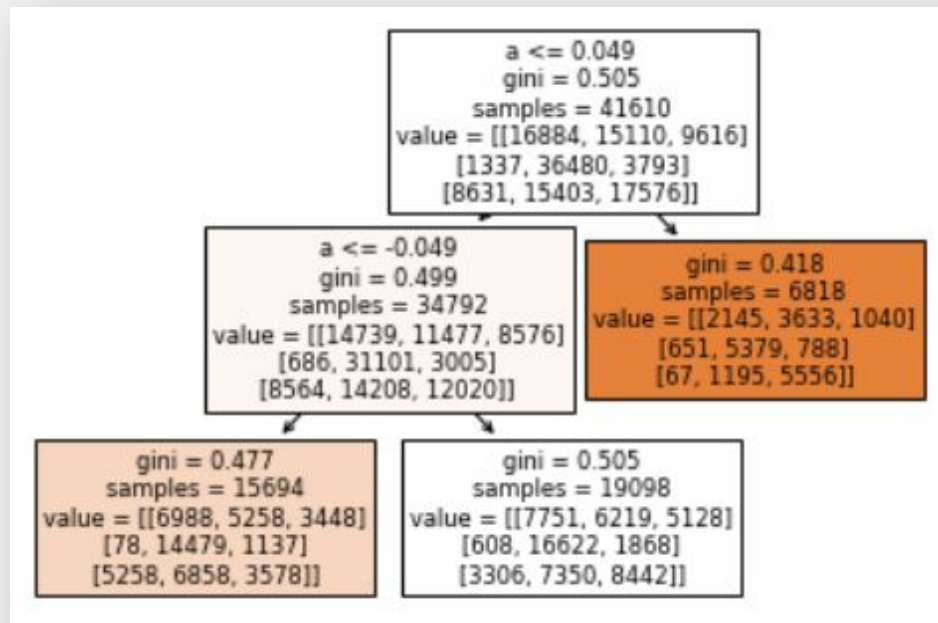 a <= 0.049
gini = 0.505
samples = 41610
value = [[16884, 15110, 9616]
[1337, 36480, 3793]
[8631, 15403, 17576]]
a <= -0.049
gini = 0.499
samples = 34792
value = [[14739, 11477, 8576]
[686, 31101, 3005]
[8564, 14208, 12020]]
gini = 0.418
samples = 6818
value = [[2145, 3633, 1040]
[651, 5379, 788]
[67, 1195, 5556]]
gini = 0.477
samples = 15694
value = [[6988, 5258, 3448]
[78, 14479, 1137]
[5258, 6858, 3578]]
gini = 0.505
samples = 19098
value = [[7751, 6219, 5128]
[608, 16622, 1868]
[3306, 7350, 8442]]